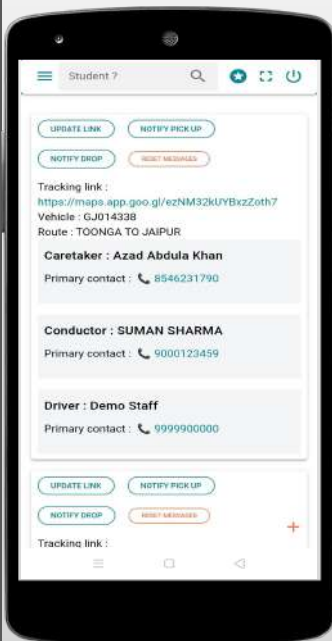 Student ?
UPDATE LINK NOTIFY PICK UP
NOTIFY DROP RESET MESSAGES
Tracking link :
https://maps.app.goo.gl/ezNM32kUYBxzZoth7
Vehicle : GJ014338
Route : TOONGA TO JAIPUR
Caretaker : Azad Abdula Khan
Primary contact : 8546231790
Conductor : SUMAN SHARMA
Primary contact : 9000123459
Driver : Demo Staff
Primary contact : 9999900000
UPDATE LINK NOTIFY PICK UP
NOTIFY DROP RESET MESSAGES
Tracking link :